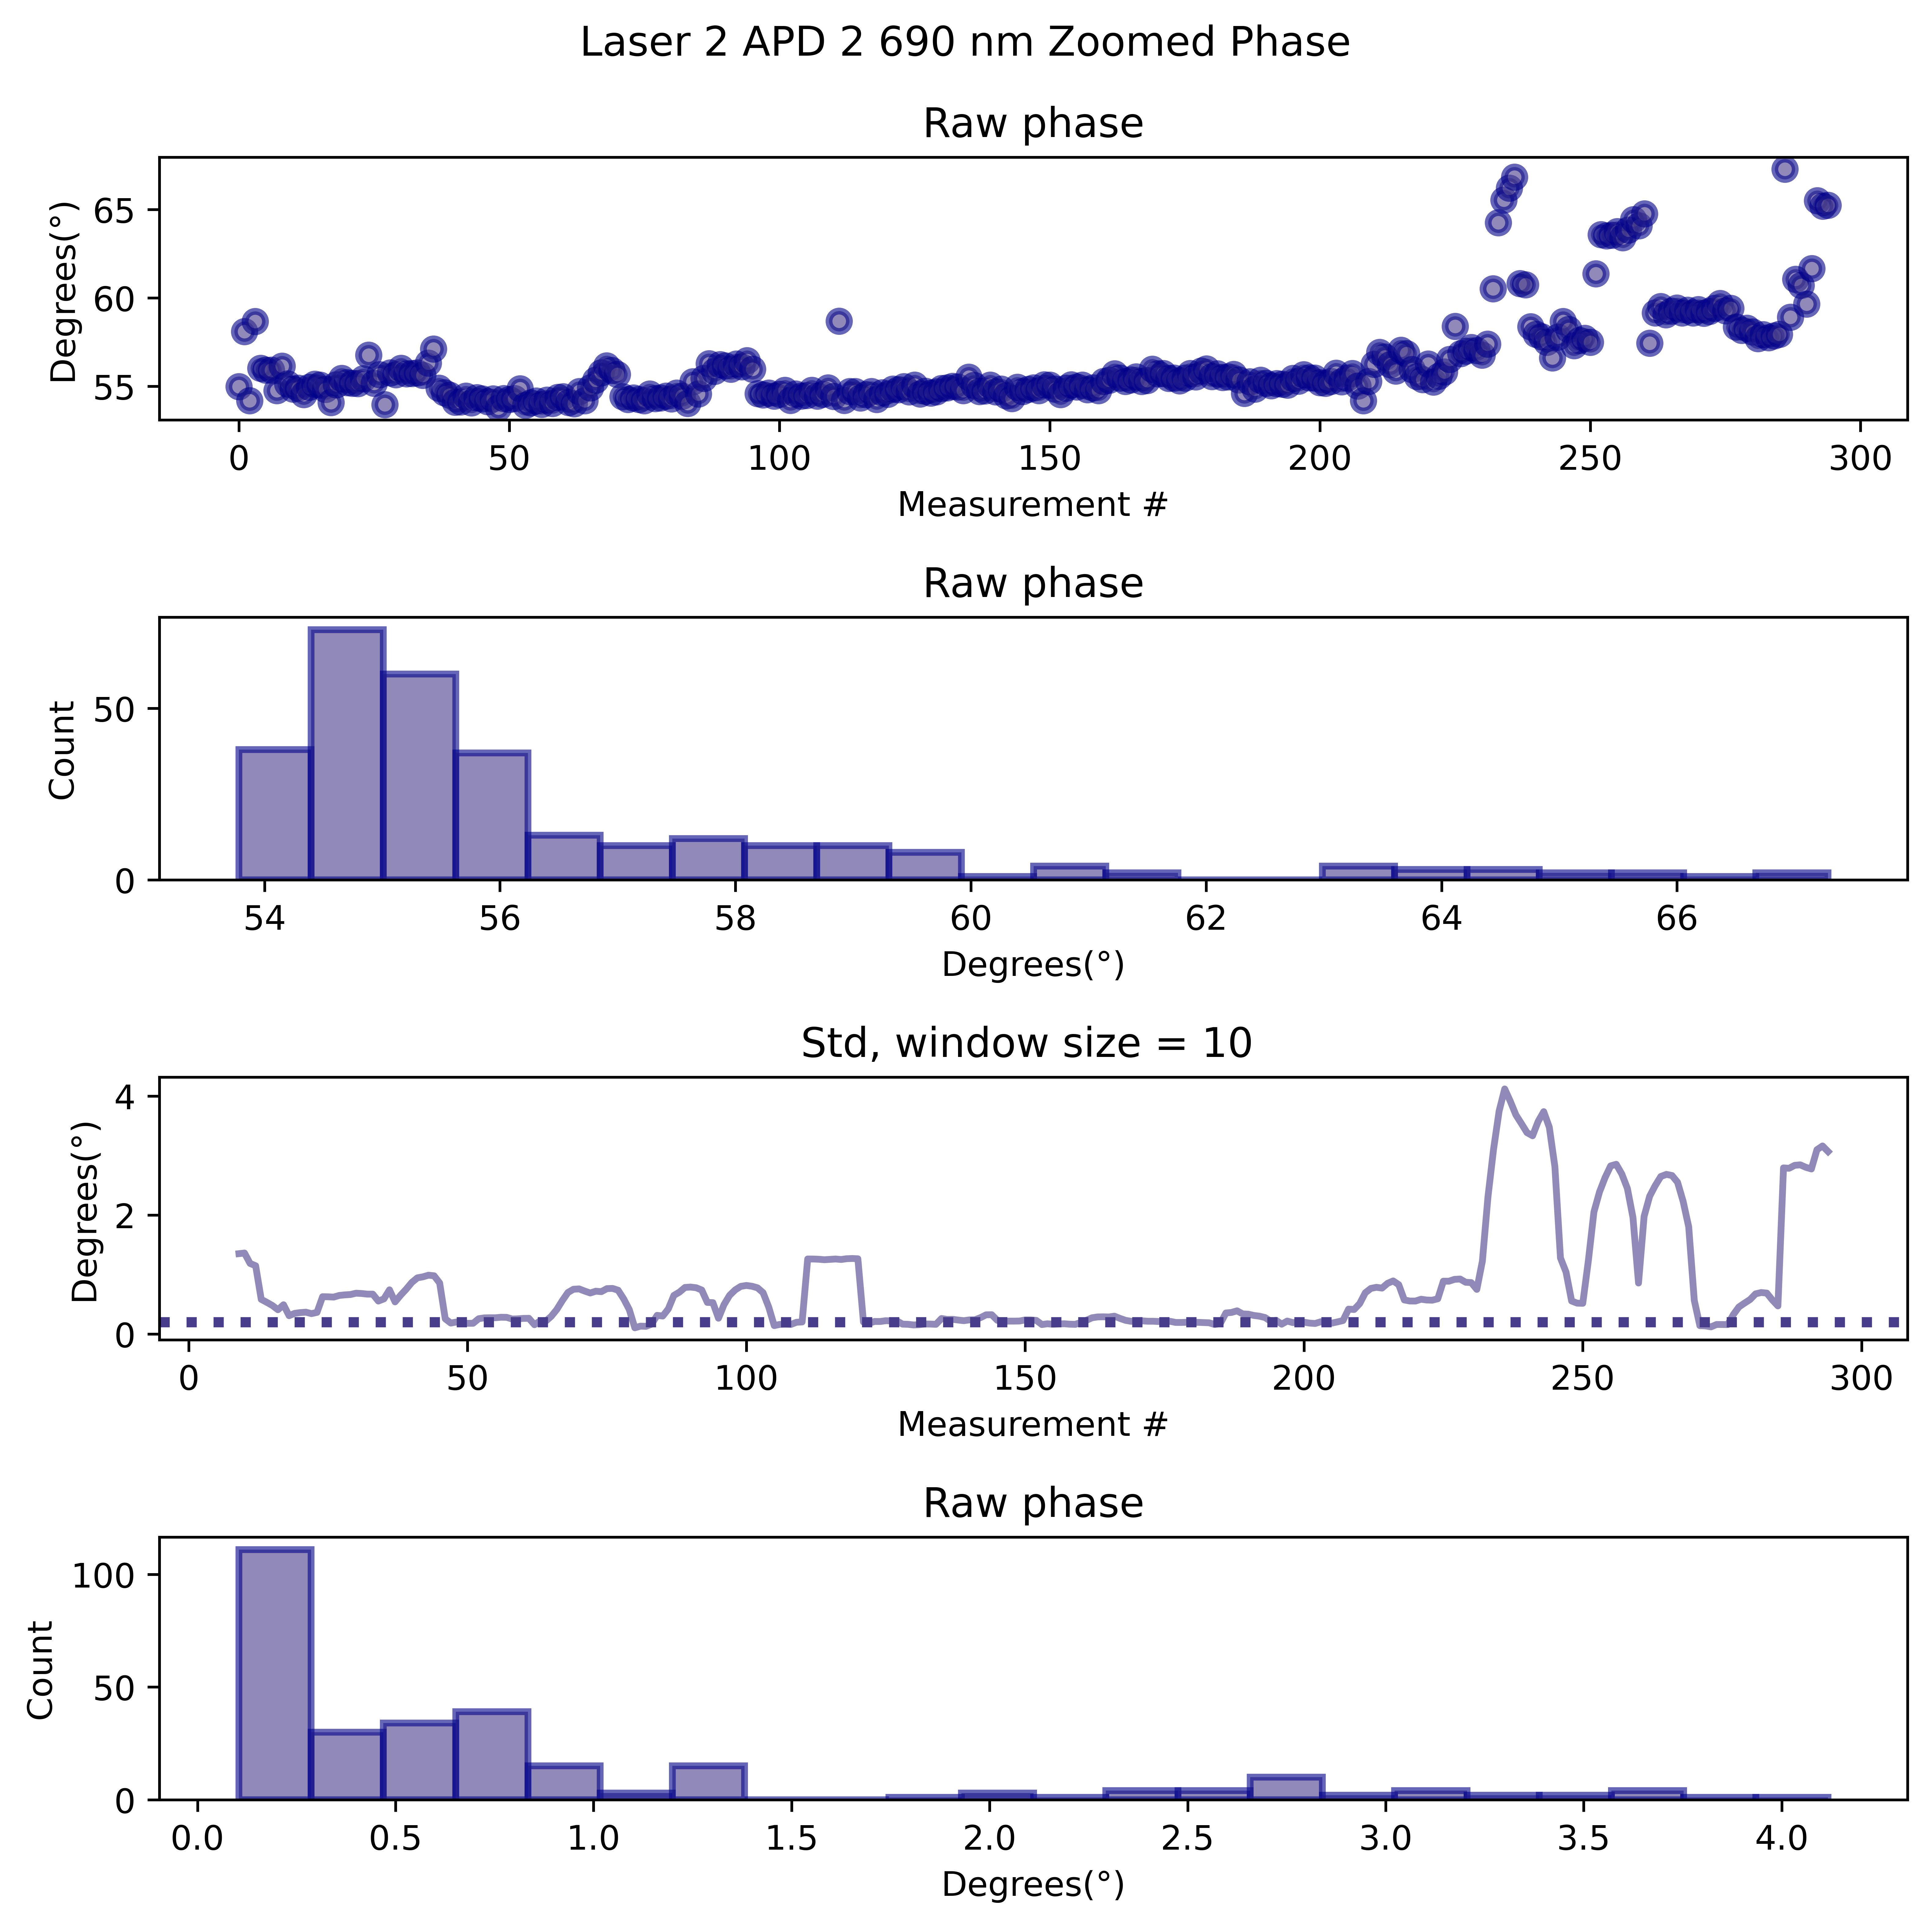 Laser 2 APD 2 690 nm Zoomed Phase
Raw phase
Degrees(°)
65
60
55
0 50 100 150 200 250 300
Measurement #
Raw phase
Count
50
0
54 56 58 60 62 64 66
Degrees(°)
Std, window size = 10
Degrees(°)
4
2
0
0 50 100 150 200 250 300
Measurement #
Raw phase
Count
100
50
0
0.0 0.5 1.0 1.5 2.0 2.5 3.0 3.5 4.0
Degrees(°)